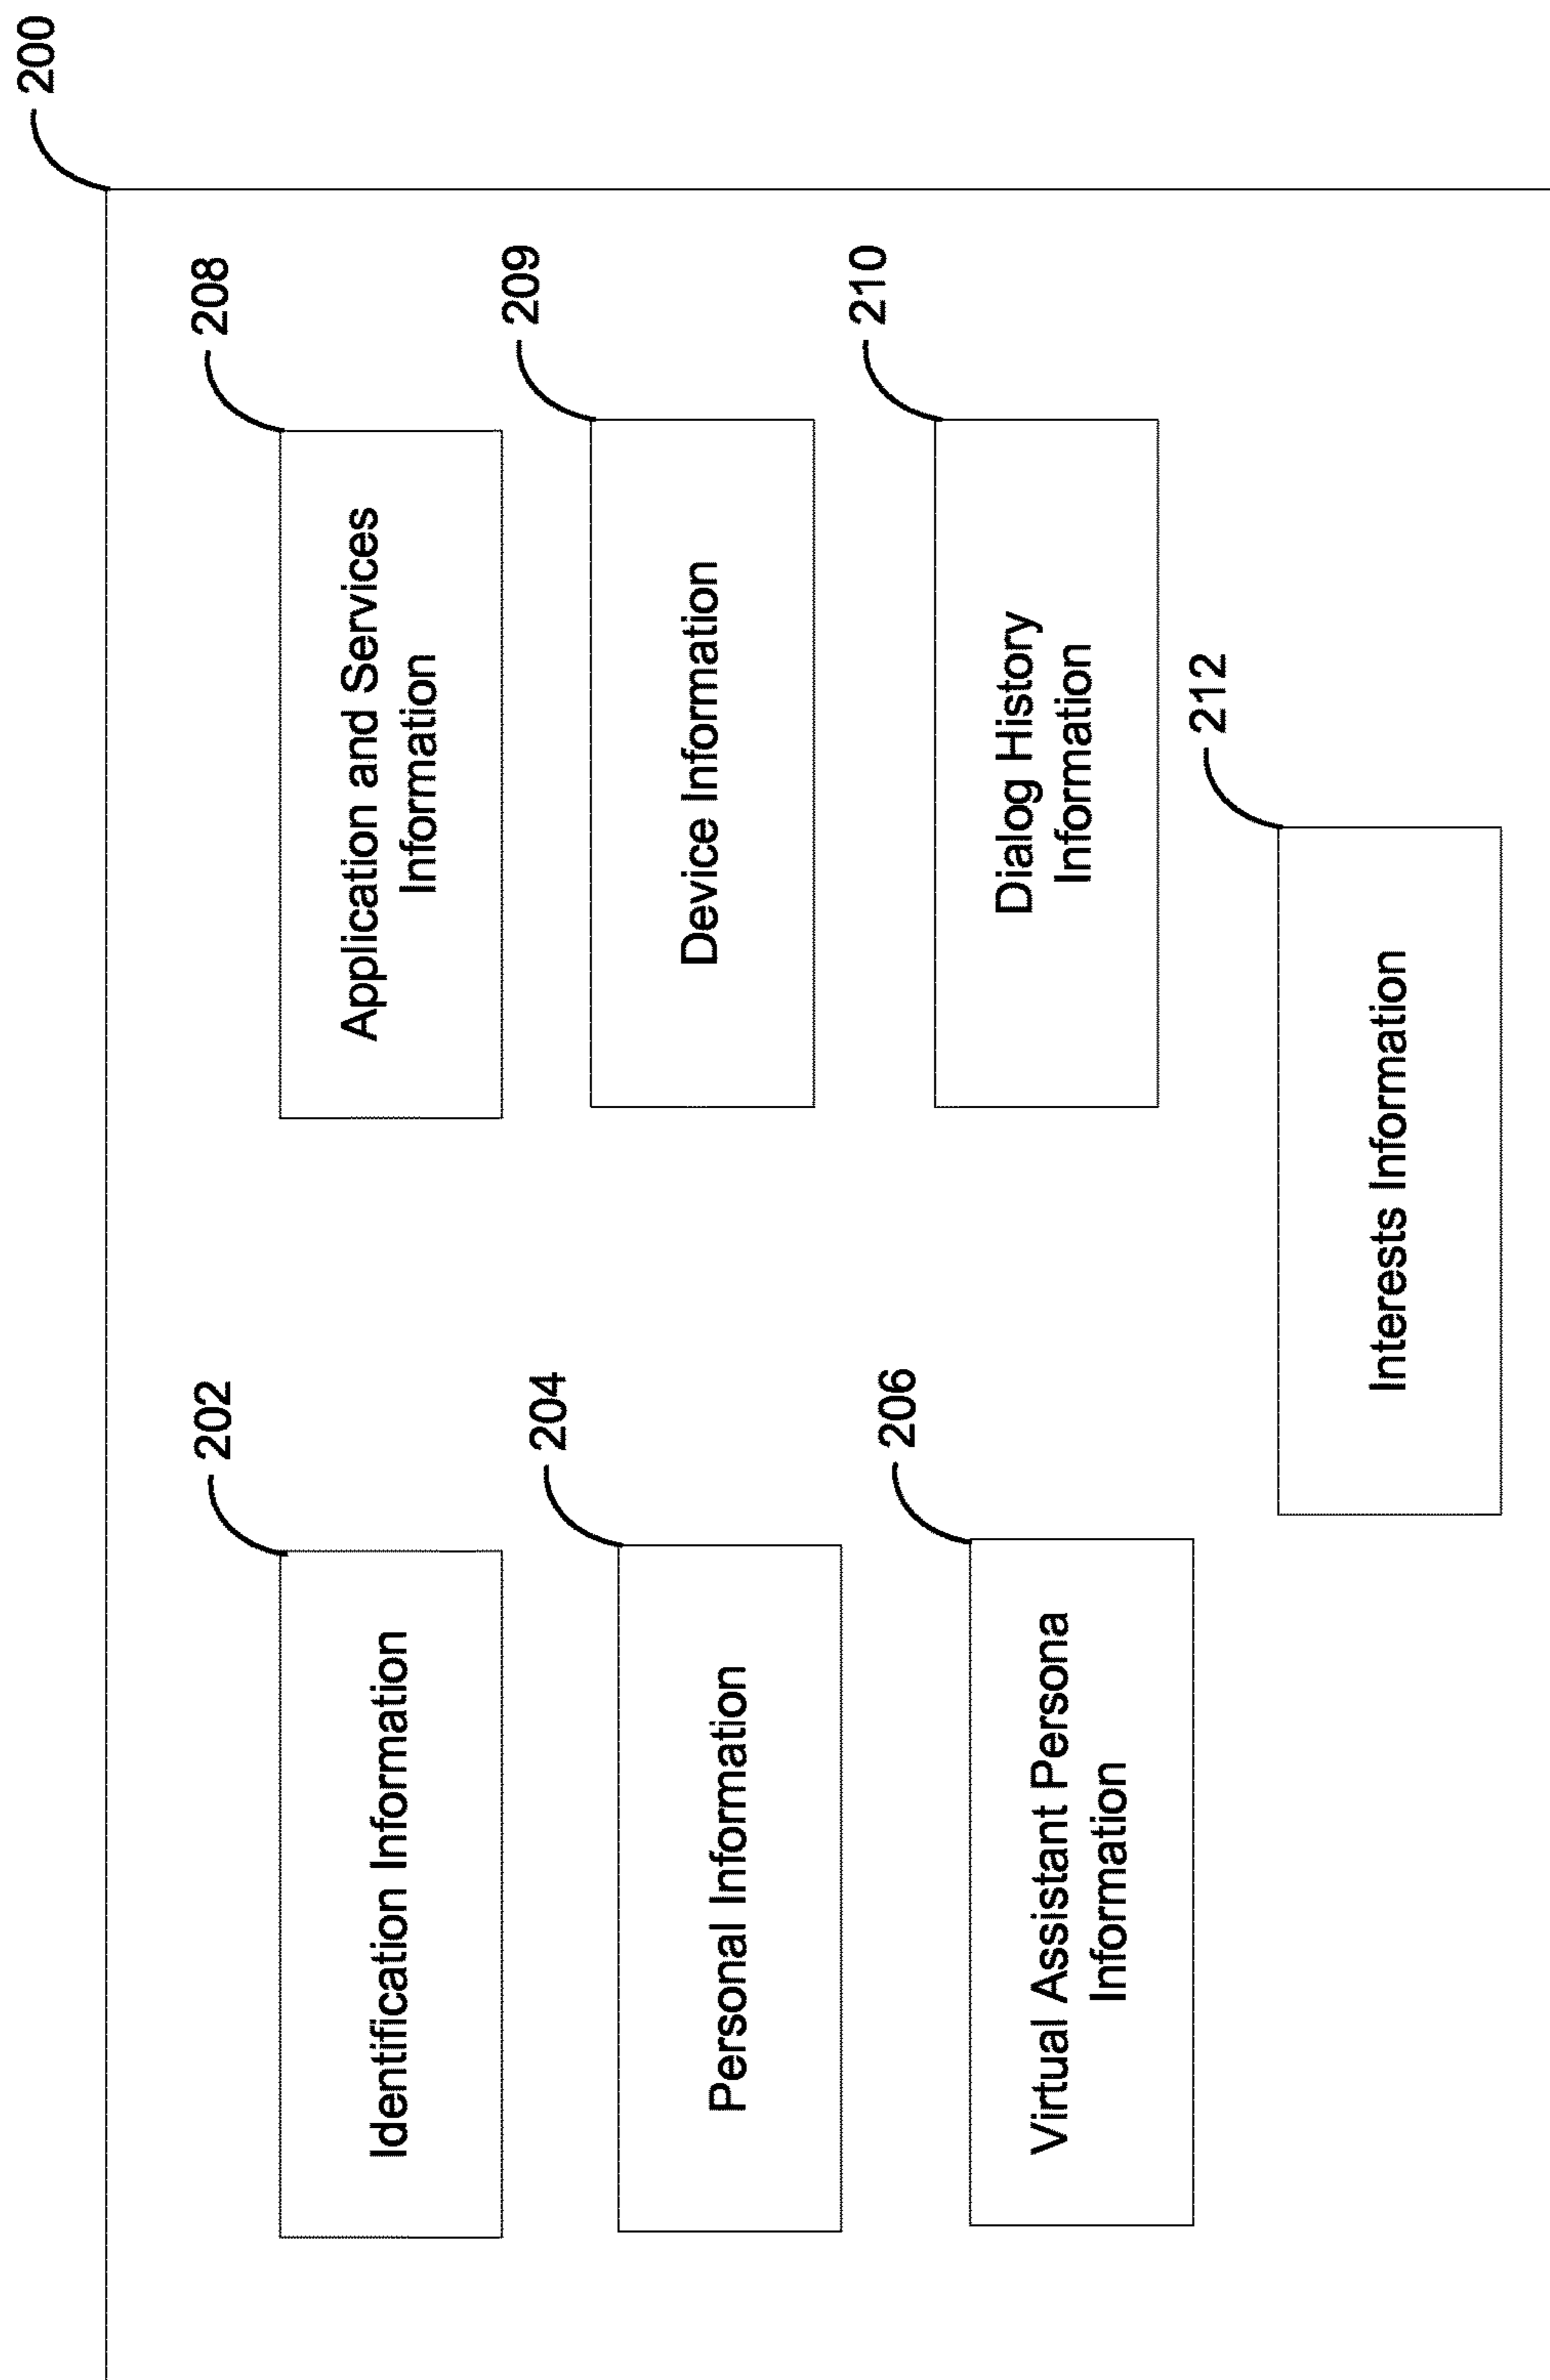 200
202
Identification Information
208
Application and Services
Information
204
Personal Information
209
Device Information
206
Virtual Assistant Persona
Information
210
Dialog History
Information
212
Interests Information